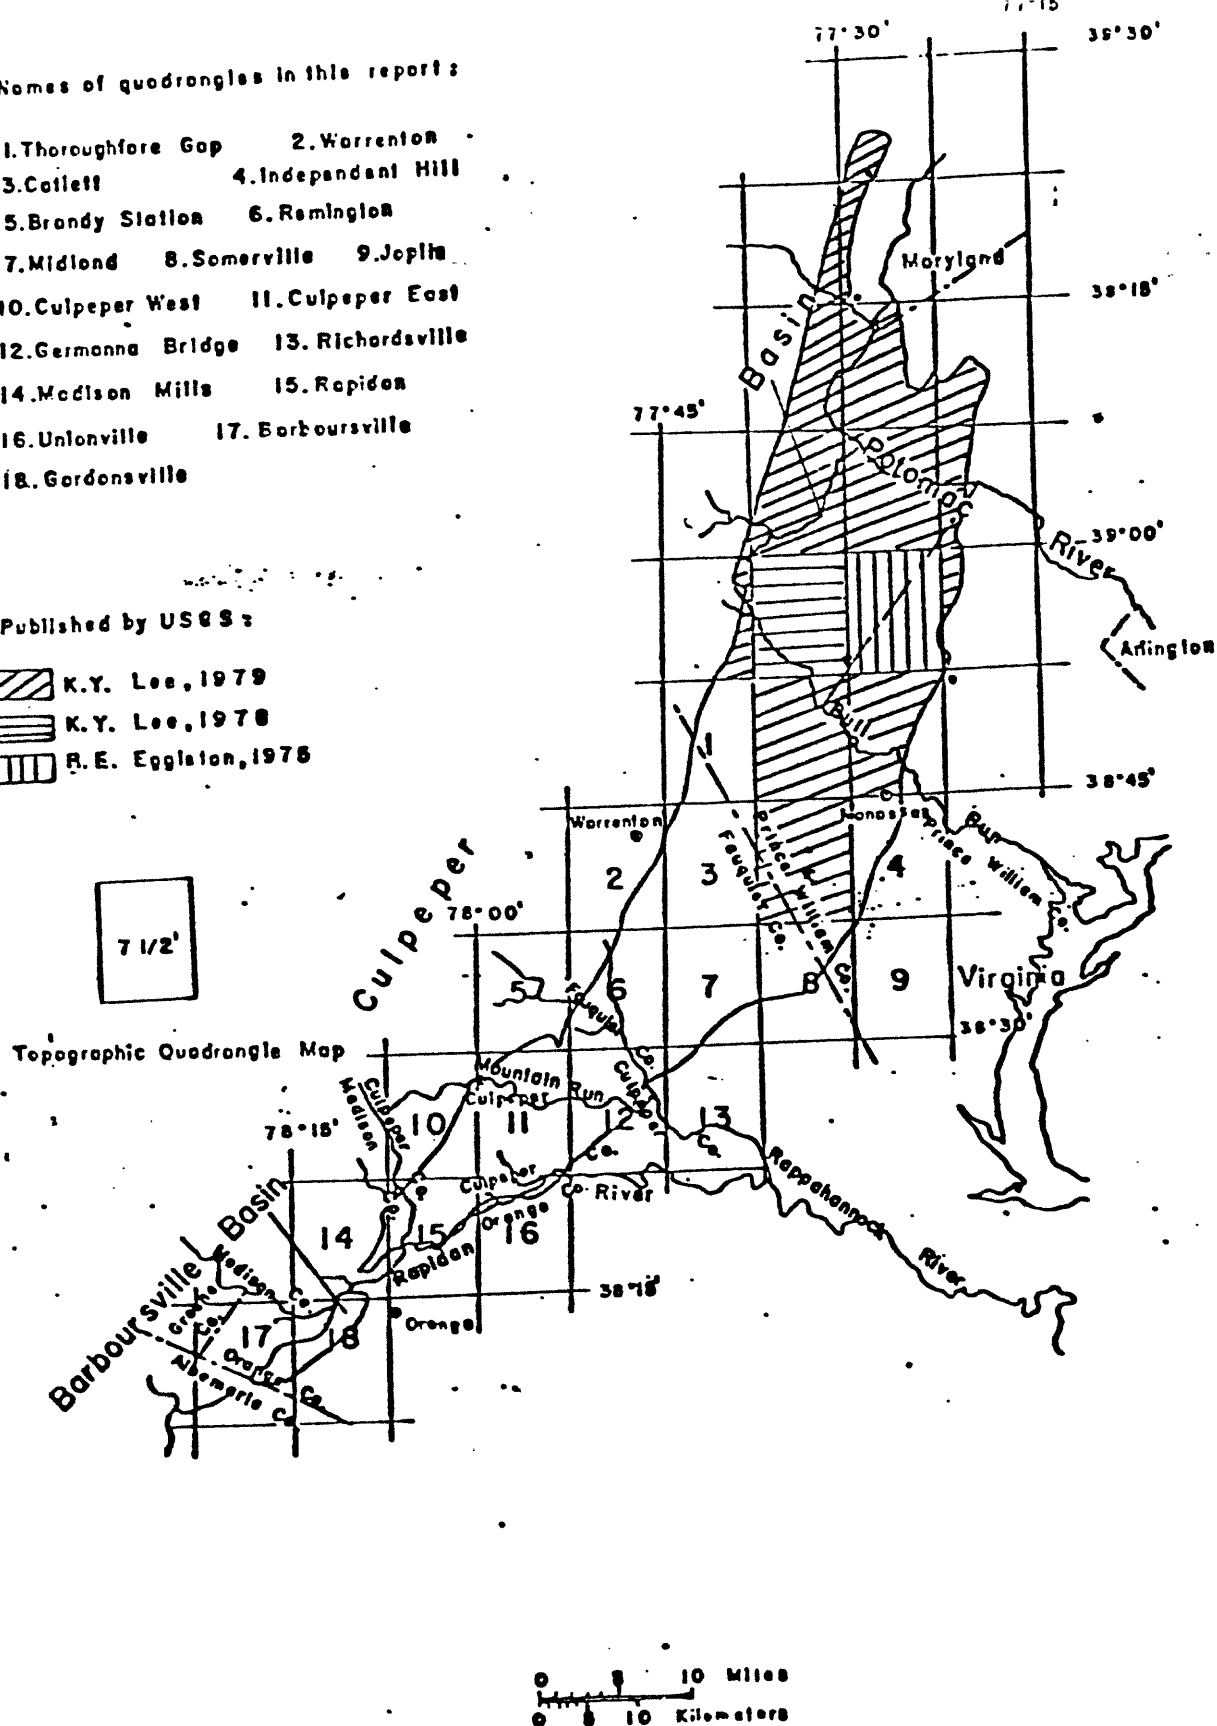 Names of quadrangles in this report:
1.Thoroughfare Gap 2.Warrenton
3.Catlett 4.Independant Hill
5.Brandy Station 6.Remington
7.Midland 8.Somerville 9.Joplin
10.Culpeper West 11.Culpeper East
12.Germanna Bridge 13.Richardsville
14.Madison Mills 15.Rapidan
16.Unionville 17.Barboursville
18.Gordonsville
Published by USGS:
K.Y. Lee,1979
K.Y. Lee,1978
R.E. Eggleton,1975
7 1/2'
Topographic Quadrangle Map
77°15
77°30'
39°30'
Maryland
39°15'
Basin
77°45'
Potomac
River
39°00'
Arlington
Bull
Run
1
38°45'
Warrenton
Manassas
Prince William Co.
Prince William Co.
Fauquier Co.
2
3
4
Culpeper
78°00'
5
6
7
8
9
Virginia
Fauquier
Co.
38°30'
Mountain Run
Culpeper
Culpeper
Co.
Culpeper
Madison
Co.
Co.
10
11
12
13
78°15'
Rappahannock
River
Culpeper
Co.
Orange
Co.
River
Rapidan
14
15
16
38°15'
Barboursville Basin
Madison Co.
Greene
Co.
17
18
Orange
Orange Co.
Albemarle Co.
0 5 10 Miles
0 5 10 Kilometers